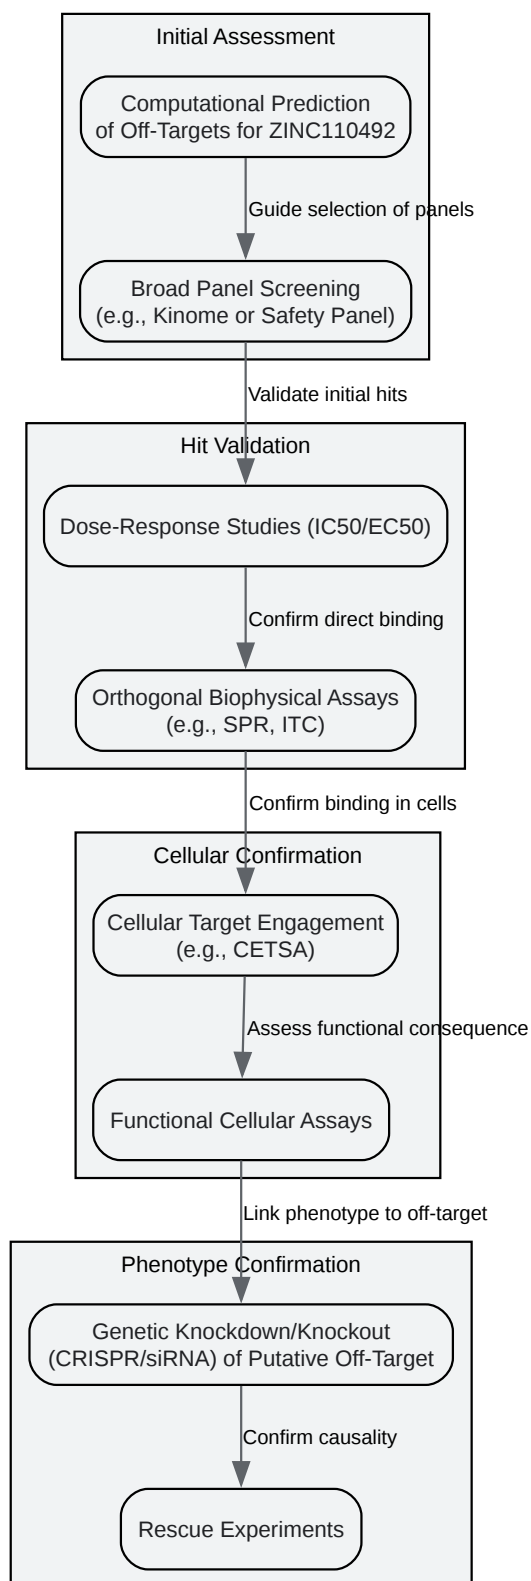 Initial Assessment
Computational Prediction
of Off-Targets for ZINC110492
Guide selection of panels
Broad Panel Screening
(e.g., Kinome or Safety Panel)
Validate initial hits
Hit Validation
Dose-Response Studies (IC50/EC50)
Confirm direct binding
Orthogonal Biophysical Assays
(e.g., SPR, ITC)
Confirm binding in cells
Cellular Confirmation
Cellular Target Engagement
(e.g., CETSA)
Assess functional consequence
Functional Cellular Assays
Link phenotype to off-target
Phenotype Confirmation
Genetic Knockdown/Knockout
(CRISPR/siRNA) of Putative Off-Target
Confirm causality
Rescue Experiments